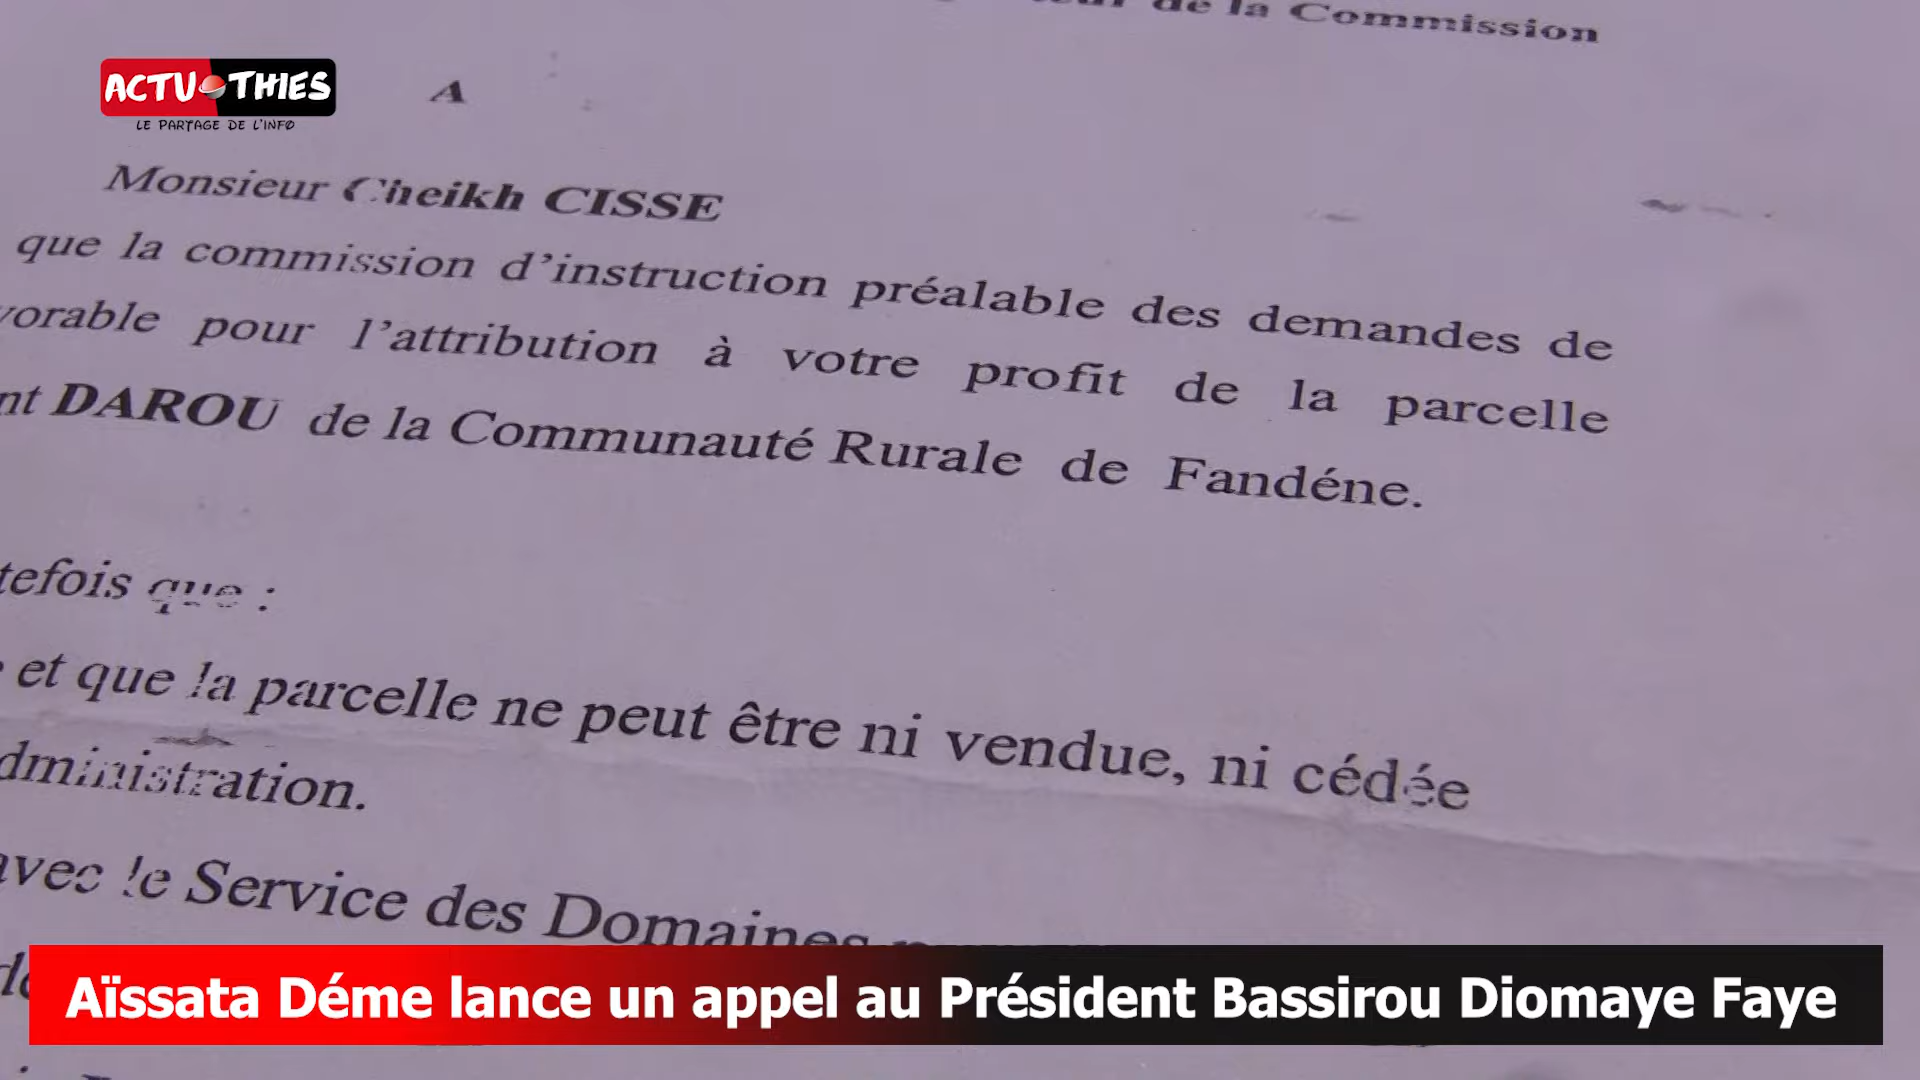 de la Commission
ACTU THIES
LE PARTAGE DE L'INFO
A
Monsieur Cheikh CISSE
que la commission d'instruction préalable des demandes de
pour l'attribution à votre profit de la parcelle
DAROU de la Communauté Rurale de Fandéne.
que :
et que la parcelle ne peut être ni vendue, ni cédée
dministration.
avec le Service des Domaines
Aïssata Déme lance un appel au Président Bassirou Diomaye Faye